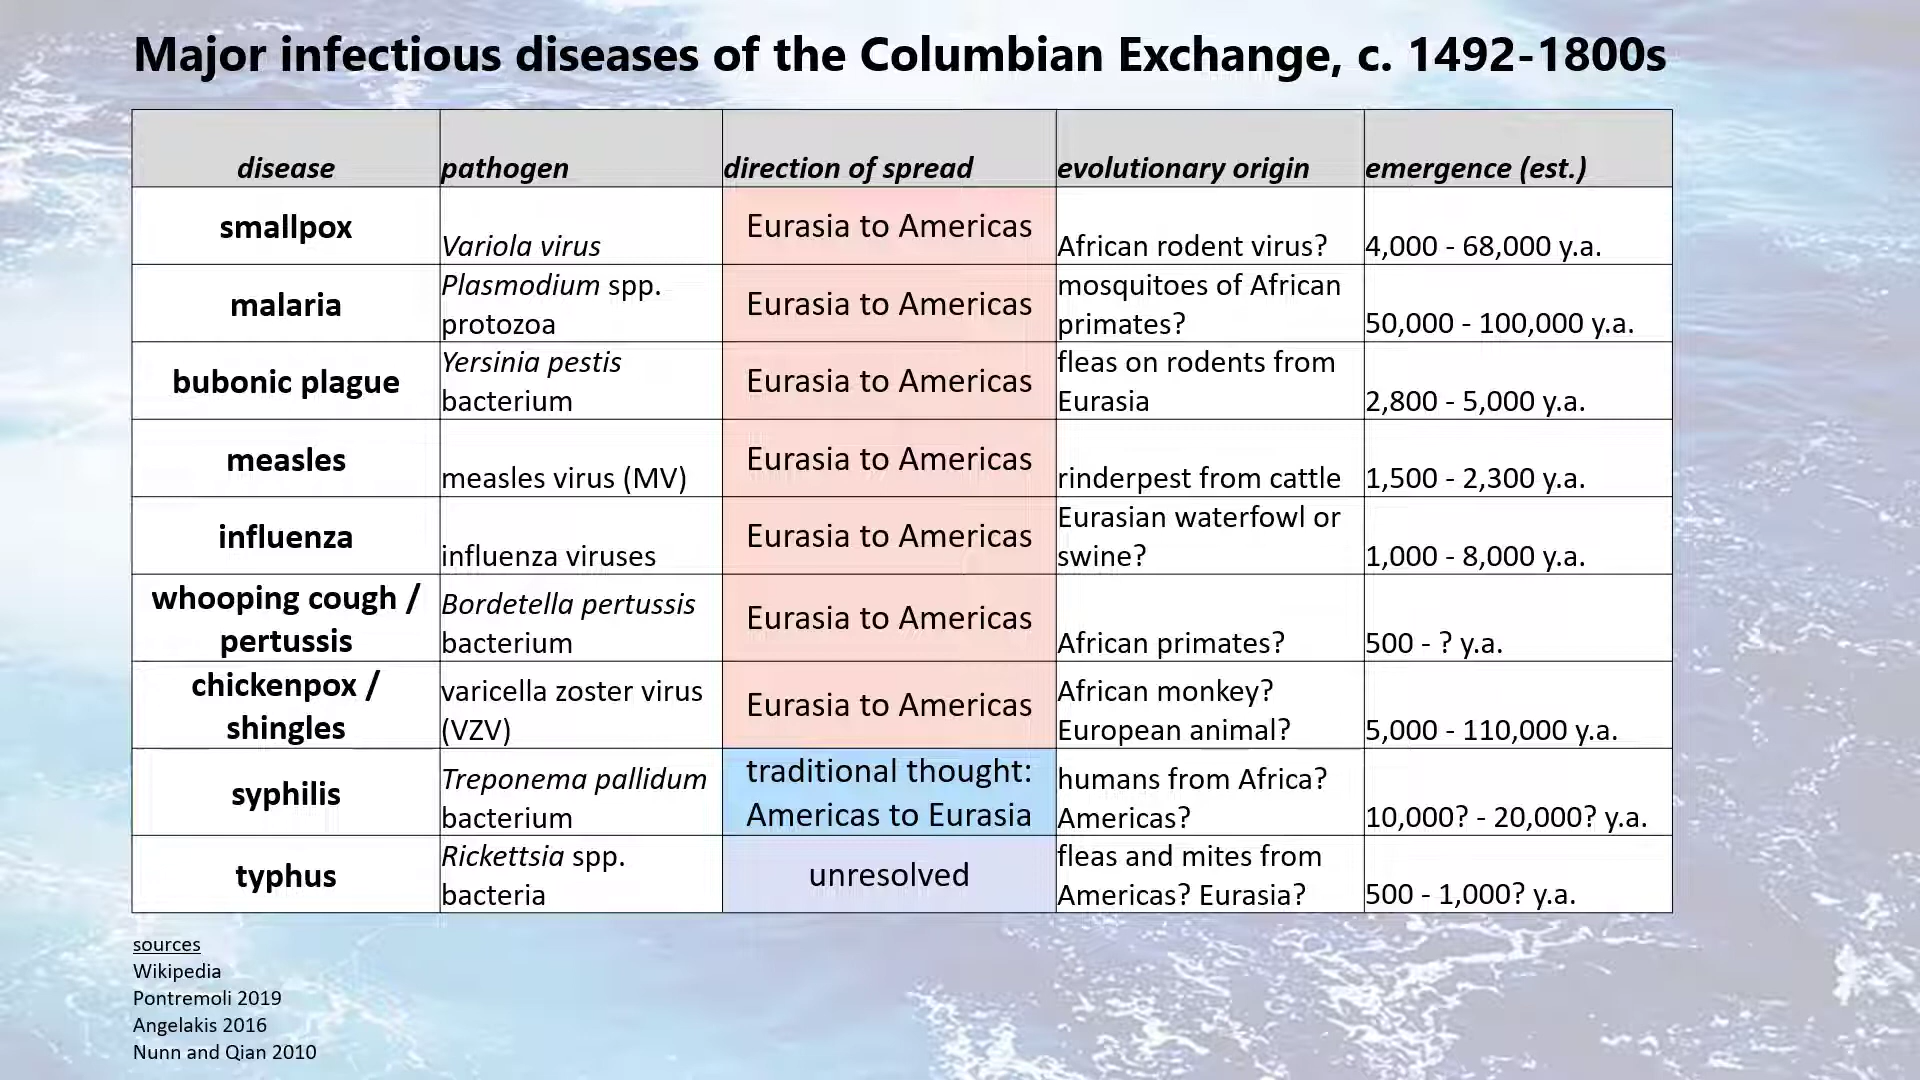 Major infectious diseases of the Columbian Exchange, c. 1492-1800s
disease pathogen direction of spread evolutionary origin emergence (est.)
smallpox Variola virus Eurasia to Americas African rodent virus? 4,000 - 68,000 y.a.
malaria Plasmodium spp. protozoa Eurasia to Americas mosquitoes of African primates? 50,000 - 100,000 y.a.
bubonic plague Yersinia pestis bacterium Eurasia to Americas fleas on rodents from Eurasia 2,800 - 5,000 y.a.
measles measles virus (MV) Eurasia to Americas rinderpest from cattle 1,500 - 2,300 y.a.
influenza influenza viruses Eurasia to Americas Eurasian waterfowl or swine? 1,000 - 8,000 y.a.
whooping cough / pertussis Bordetella pertussis bacterium Eurasia to Americas African primates? 500 - ? y.a.
chickenpox / shingles varicella zoster virus (VZV) Eurasia to Americas African monkey? European animal? 5,000 - 110,000 y.a.
syphilis Treponema pallidum bacterium traditional thought: Americas to Eurasia humans from Africa? Americas? 10,000? - 20,000? y.a.
typhus Rickettsia spp. bacteria unresolved fleas and mites from Americas? Eurasia? 500 - 1,000? y.a.
sources
Wikipedia
Pontremoli 2019
Angelakis 2016
Nunn and Qian 2010